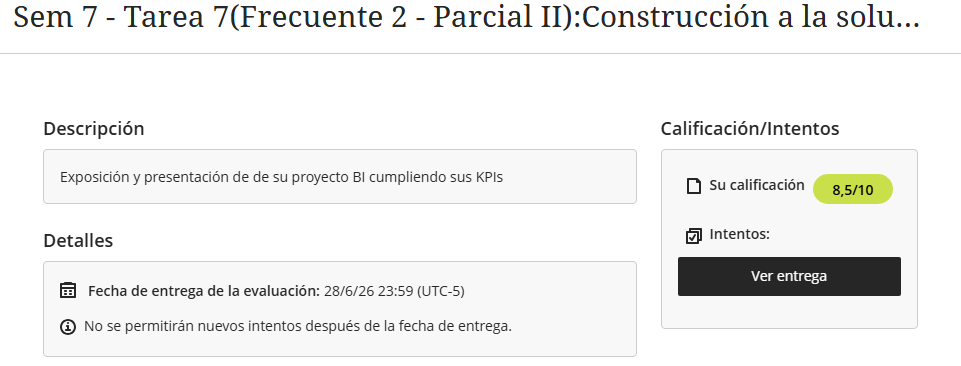 Sem 7 - Tarea 7(Frecuente 2 - Parcial II):Construcción a la solu...
Descripción
Exposición y presentación de de su proyecto BI cumpliendo sus KPIs
Detalles
Fecha de entrega de la evaluación: 28/6/26 23:59 (UTC-5)
No se permitirán nuevos intentos después de la fecha de entrega.
Calificación/Intentos
Su calificación 8,5/10
Intentos:
Ver entrega